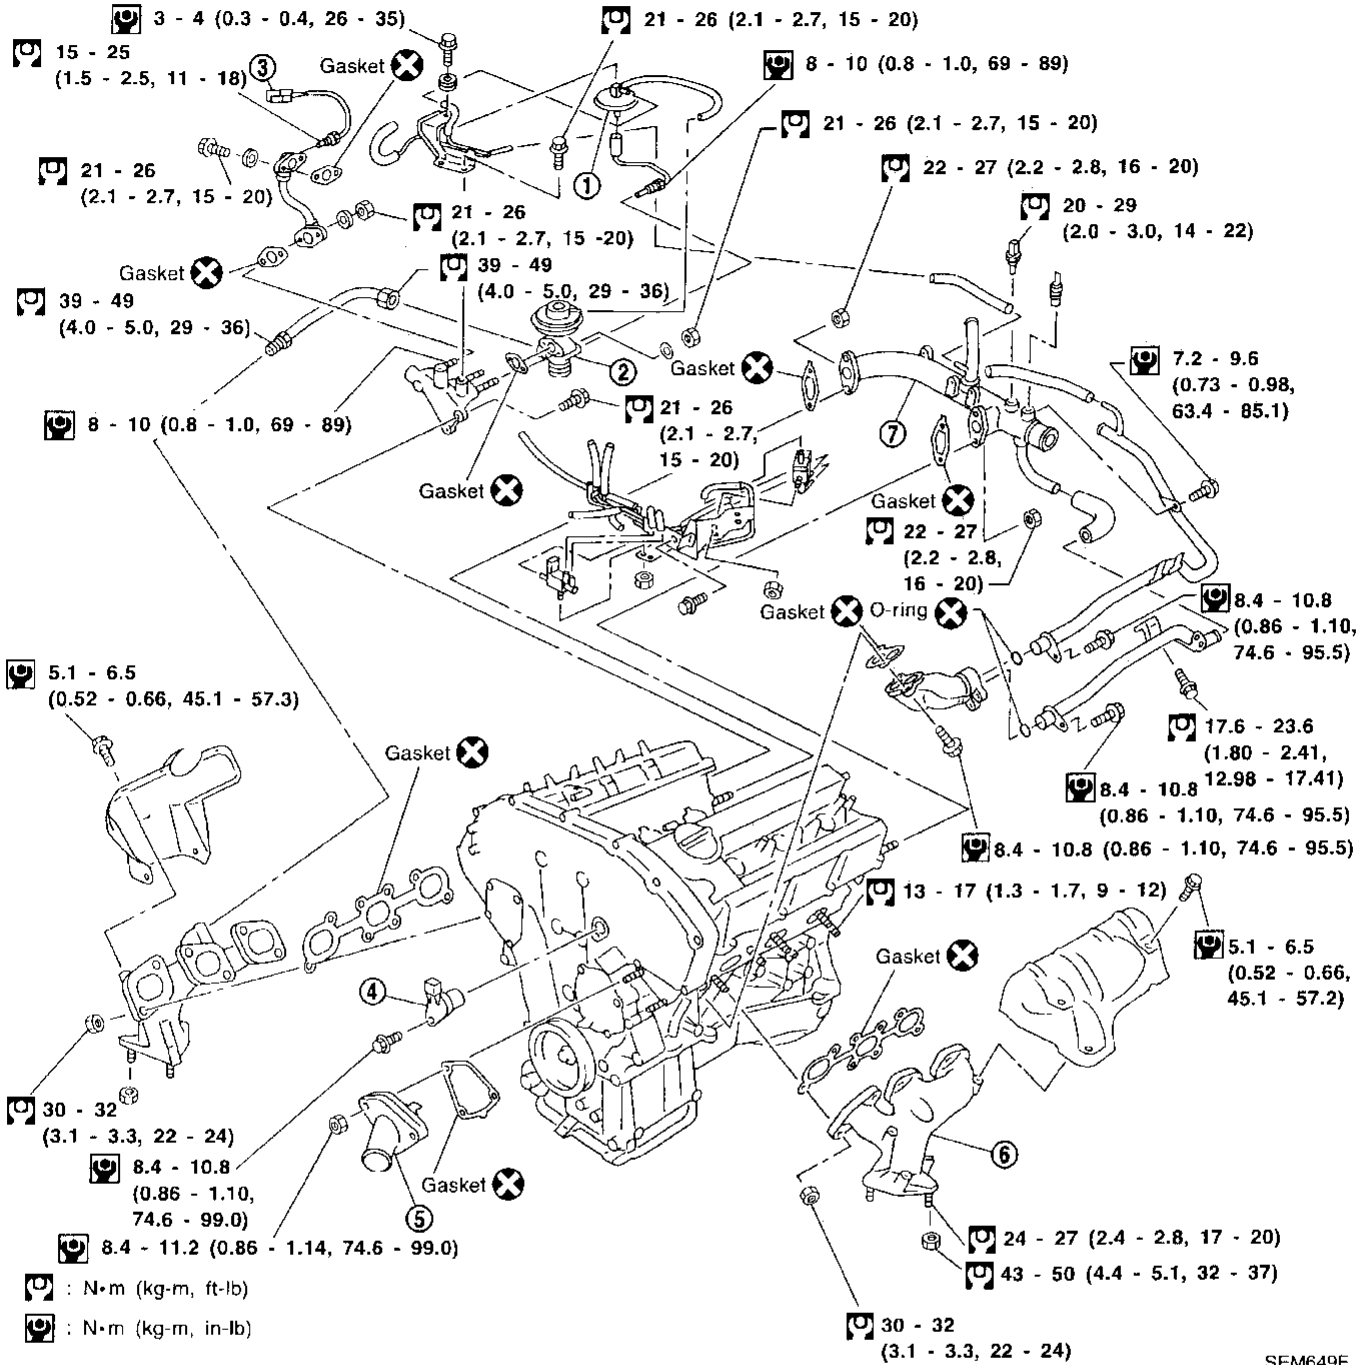 3 - 4 (0.3 - 0.4, 26 - 35)
21 - 26 (2.1 - 2.7, 15 - 20)
15 - 25
(1.5 - 2.5, 11 - 18)
3
Gasket
8 - 10 (0.8 - 1.0, 69 - 89)
21 - 26 (2.1 - 2.7, 15 - 20)
21 - 26
(2.1 - 2.7, 15 - 20)
1
22 - 27 (2.2 - 2.8, 16 - 20)
20 - 29
(2.0 - 3.0, 14 - 22)
21 - 26
(2.1 - 2.7, 15 -20)
Gasket
39 - 49
(4.0 - 5.0, 29 - 36)
39 - 49
(4.0 - 5.0, 29 - 36)
2
Gasket
7.2 - 9.6
(0.73 - 0.98,
63.4 - 85.1)
8 - 10 (0.8 - 1.0, 69 - 89)
21 - 26
(2.1 - 2.7,
15 - 20)
7
Gasket
Gasket
22 - 27
(2.2 - 2.8,
16 - 20)
Gasket
O-ring
8.4 - 10.8
(0.86 - 1.10,
74.6 - 95.5)
5.1 - 6.5
(0.52 - 0.66, 45.1 - 57.3)
17.6 - 23.6
(1.80 - 2.41,
12.98 - 17.41)
Gasket
8.4 - 10.8
(0.86 - 1.10, 74.6 - 95.5)
8.4 - 10.8 (0.86 - 1.10, 74.6 - 95.5)
13 - 17 (1.3 - 1.7, 9 - 12)
Gasket
5.1 - 6.5
(0.52 - 0.66,
45.1 - 57.2)
4
30 - 32
(3.1 - 3.3, 22 - 24)
8.4 - 10.8
(0.86 - 1.10,
74.6 - 99.0)
Gasket
5
6
8.4 - 11.2 (0.86 - 1.14, 74.6 - 99.0)
24 - 27 (2.4 - 2.8, 17 - 20)
43 - 50 (4.4 - 5.1, 32 - 37)
: N•m (kg-m, ft-lb)
: N•m (kg-m, in-lb)
30 - 32
(3.1 - 3.3, 22 - 24)
SEM649F